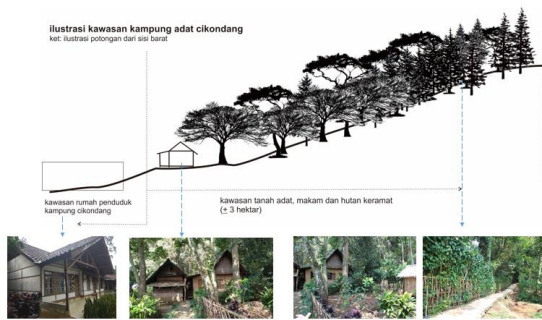 ilustrasi kawasan kampung adat cikondang
ket: ilustrasi potongan dari sisi barat
kawasan rumah penduduk
kampung cikondang
kawasan tanah adat, makam dan hutan keramat
(± 3 hektar)